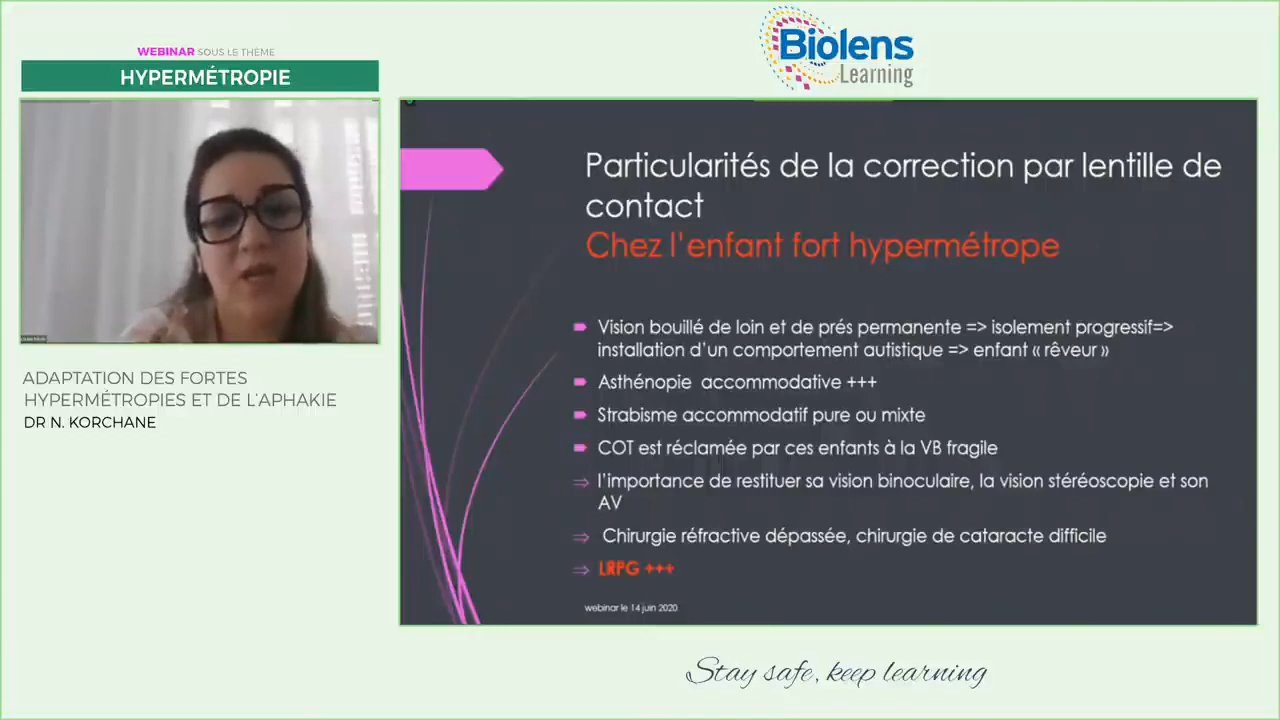 WEBINAR SOUS LE THEME
HYPERMÉTROPIE
Biolens
Learning
ADAPTATION DES FORTES
HYPERMÉTROPIES ET DE L'APHAKIE
DR N. KORCHANE
Particularités de la correction par lentille de
contact
Chez l'enfant fort hypermétrope
Vision bouillé de loin et de prés permanente => isolement progressif=>
installation d'un comportement autistique => enfant « rêveur »
Asthénopie accommodative +++
Strabisme accommodatif pure ou mixte
COT est réclamée par ces enfants à la VB fragile
⇒ l'importance de restituer sa vision binoculaire, la vision stéréoscopie et son
AV
⇒ Chirurgie réfractive dépassée, chirurgie de cataracte difficile
⇒ LRPG +++
webinar le 14 juin 2020
Stay safe, keep learning